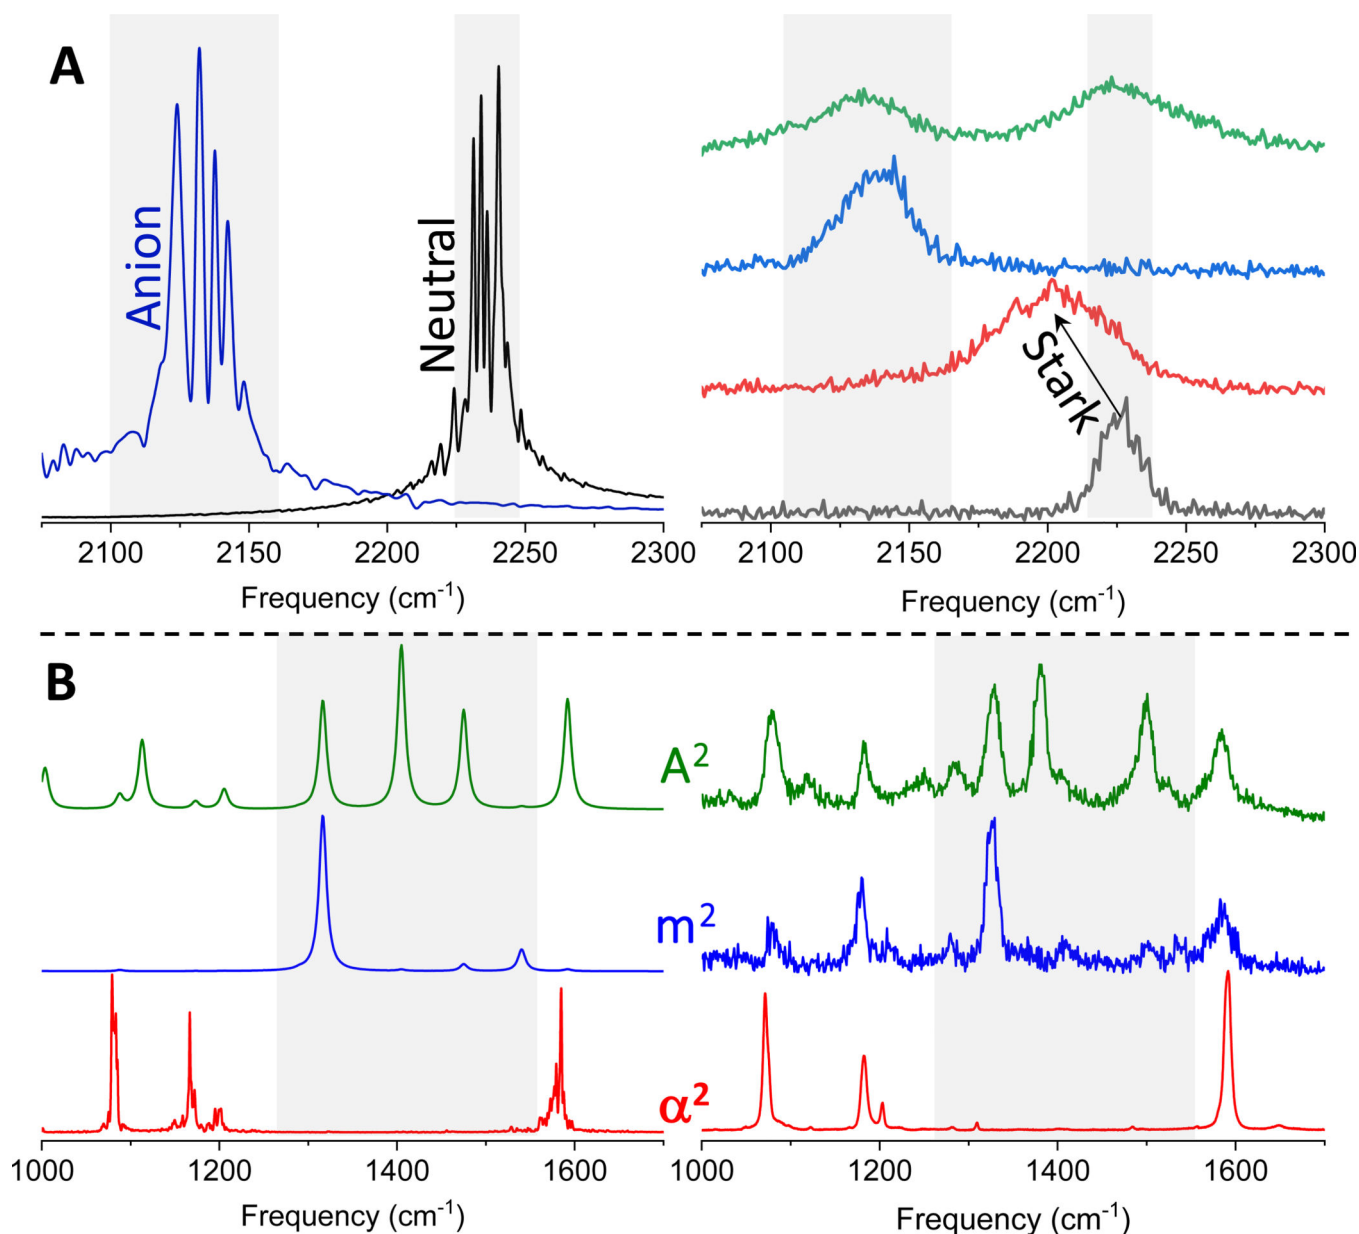 A
Anion
Neutral
Stark
2100 2150 2200 2250 2300
2100 2150 2200 2250 2300
Frequency (cm⁻¹)
Frequency (cm⁻¹)
B
A²
m²
α²
1000 1200 1400 1600
1000 1200 1400 1600
Frequency (cm⁻¹)
Frequency (cm⁻¹)